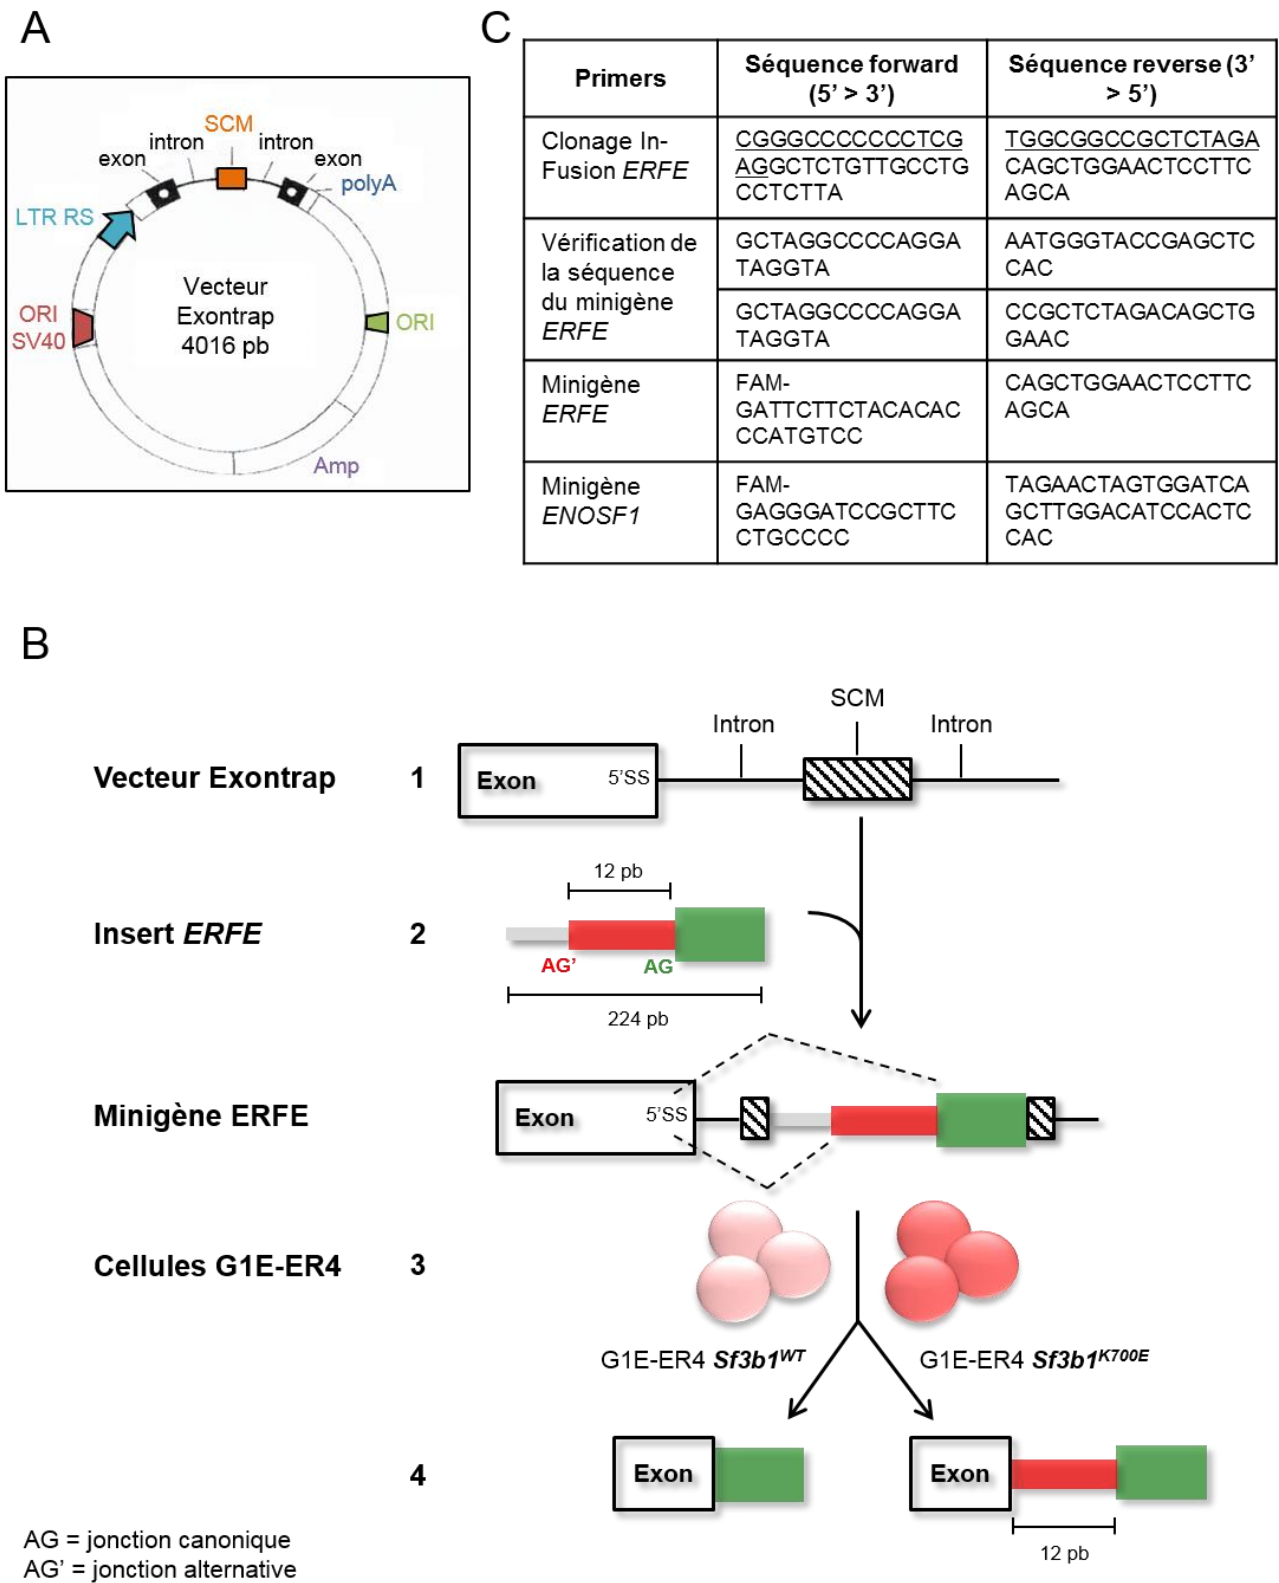 A
SCM
intron
intron
exon
exon
polyA
LTR RS
Vecteur
Exontrap
4016 pb
ORI
SV40
ORI
Amp
C
Primers
Séquence forward
(5’ > 3’)
Séquence reverse (3’
> 5’)
Clonage In-
Fusion ERFE
CGGGCCCCCCCTCG
AGGCTCTGTTGCCTG
CCTCTTA
TGGCGGCCGCTCTAGA
CAGCTGGAACTCCTTC
AGCA
Vérification de
la séquence
du minigène
ERFE
GCTAGGCCCCAGGA
TAGGTA
AATGGGTACCGAGCTC
CAC
GCTAGGCCCCAGGA
TAGGTA
CCGCTCTAGACAGCTG
GAAC
Minigène
ERFE
FAM-
GATTCTTCTACACAC
CCATGTCC
CAGCTGGAACTCCTTC
AGCA
Minigène
ENOSF1
FAM-
GAGGGATCCGCTTC
CTGCCCC
TAGAACTAGTGGATCA
GCTTGGACATCCACTC
CAC
B
SCM
Intron
Intron
Vecteur Exontrap
1
Exon
5’SS
12 pb
Insert ERFE
2
AG’
AG
224 pb
Minigène ERFE
Exon
5’SS
Cellules G1E-ER4
3
G1E-ER4 Sf3b1WT
G1E-ER4 Sf3b1K700E
4
Exon
Exon
12 pb
AG = jonction canonique
AG’ = jonction alternative